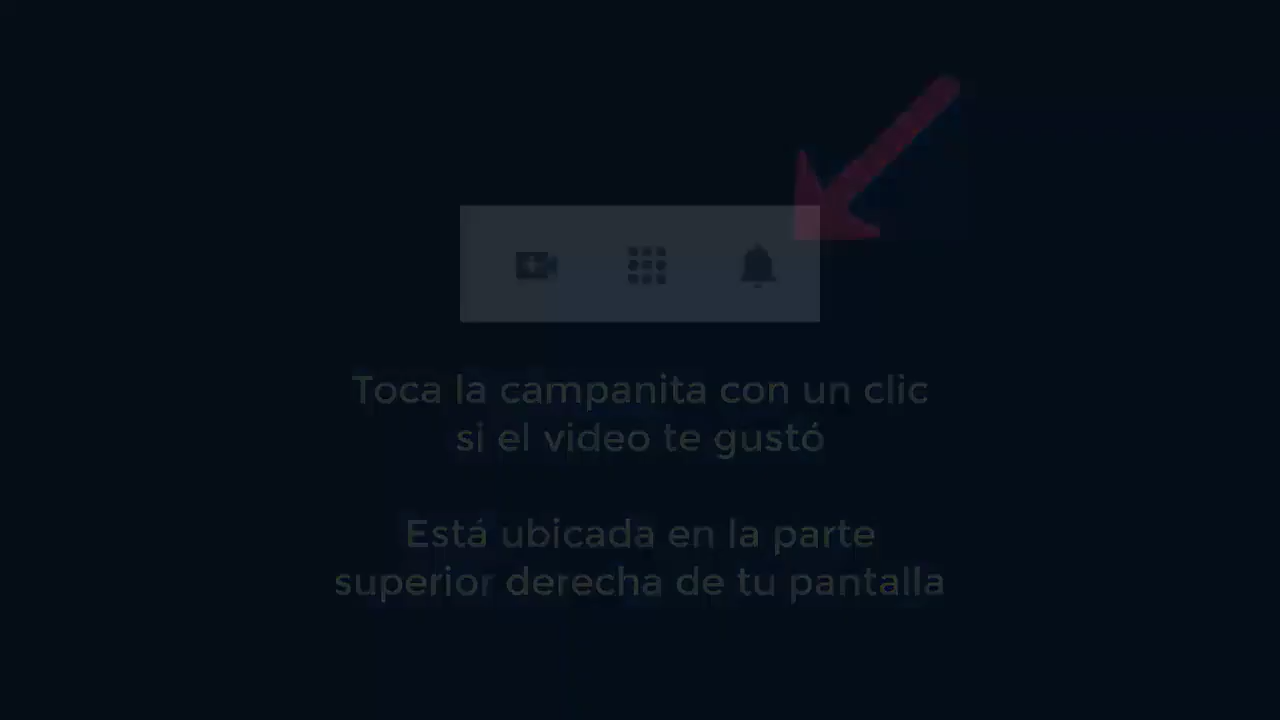 Toca la campanita con un clic
si el video te gustó
Está ubicada en la parte
superior derecha de tu pantalla